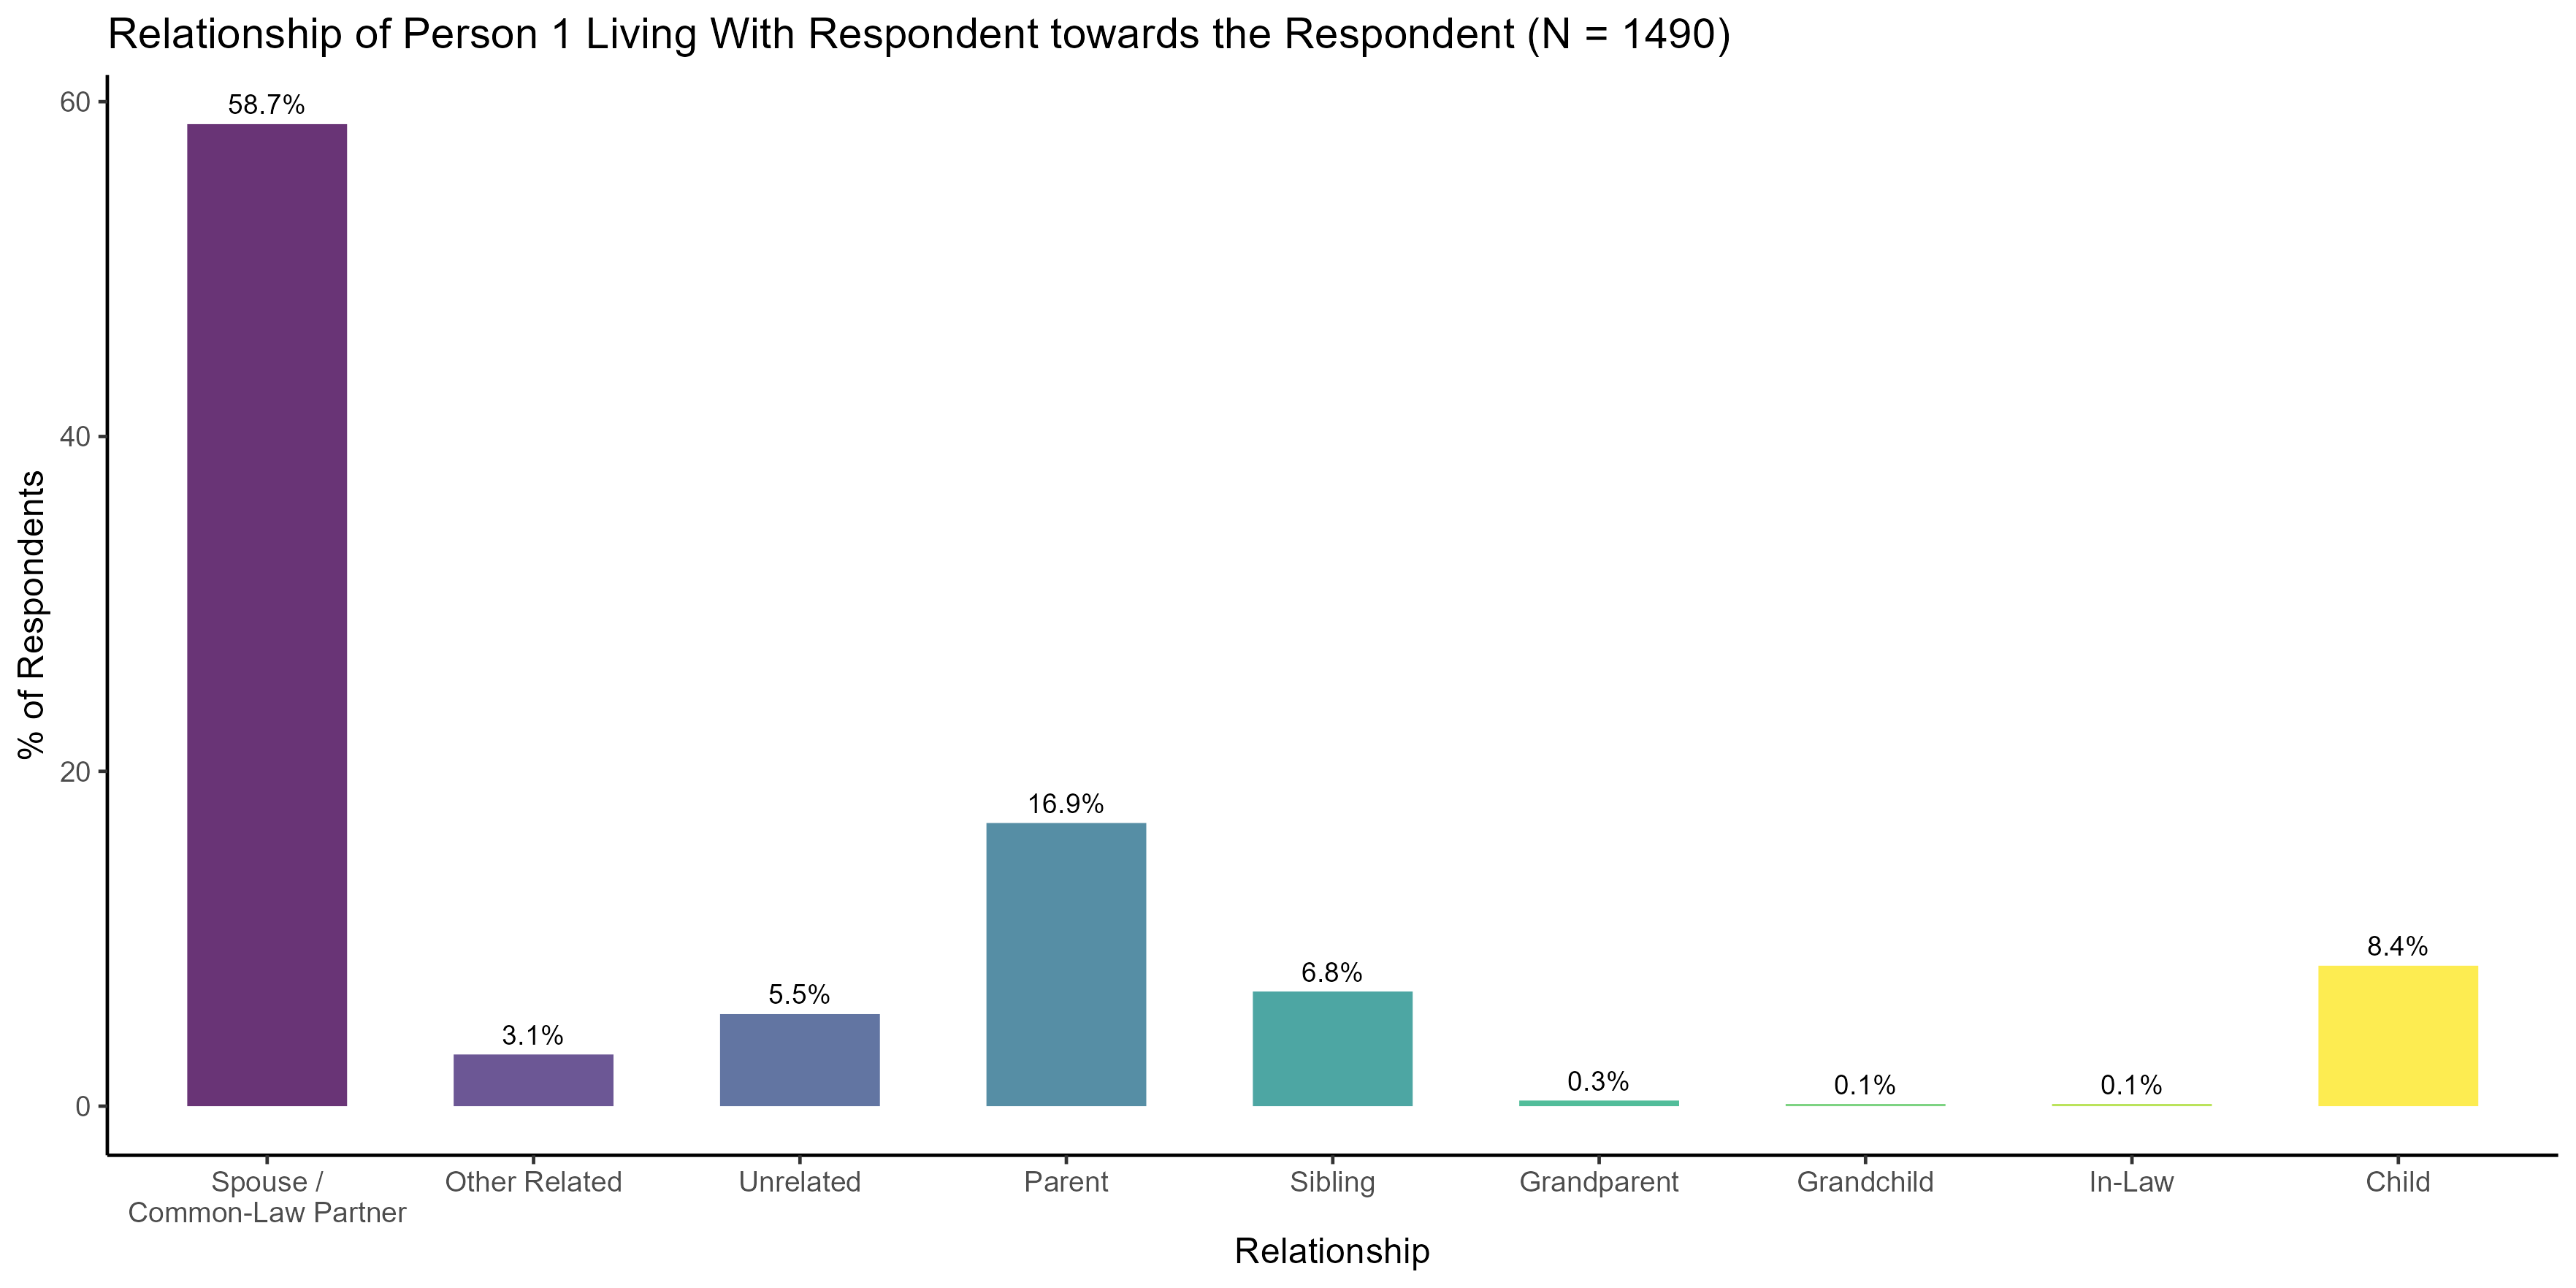 Relationship of Person 1 Living With Respondent towards the Respondent (N = 1490)
% of Respondents
60
40
20
0
58.7%
3.1%
5.5%
16.9%
6.8%
0.3%
0.1%
0.1%
8.4%
Spouse /
Common-Law Partner
Other Related
Unrelated
Parent
Sibling
Grandparent
Grandchild
In-Law
Child
Relationship